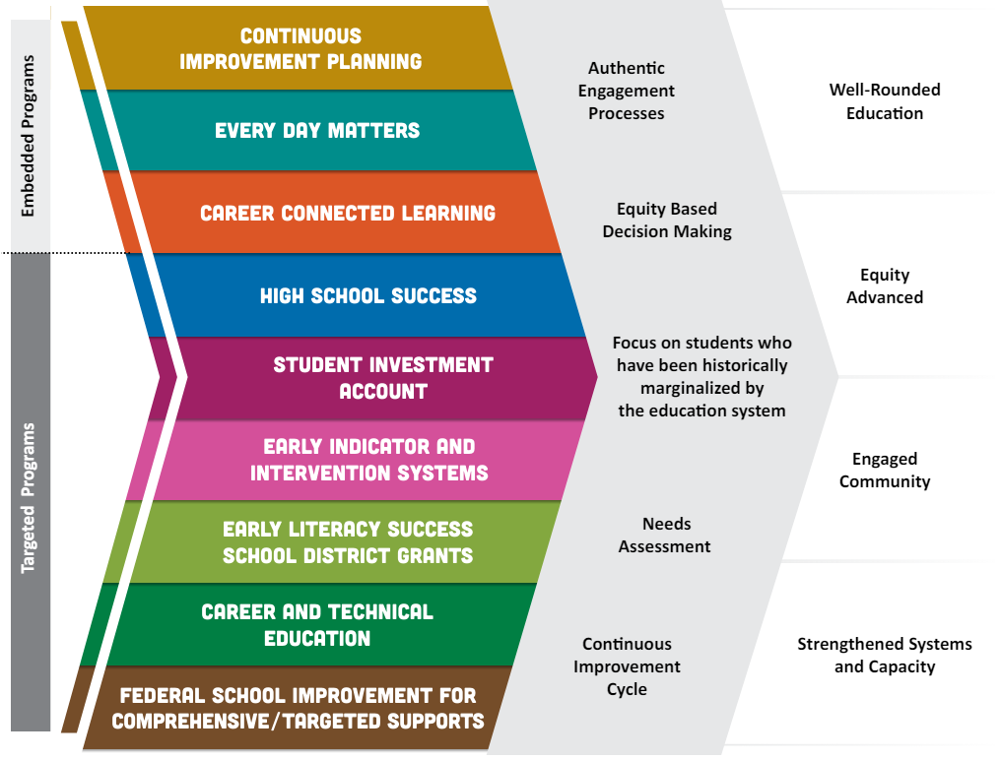 Embedded Programs
Targeted Programs
CONTINUOUS
IMPROVEMENT PLANNING
EVERY DAY MATTERS
CAREER CONNECTED LEARNING
HIGH SCHOOL SUCCESS
STUDENT INVESTMENT
ACCOUNT
EARLY INDICATOR AND
INTERVENTION SYSTEMS
EARLY LITERACY SUCCESS
SCHOOL DISTRICT GRANTS
CAREER AND TECHNICAL
EDUCATION
FEDERAL SCHOOL IMPROVEMENT FOR
COMPREHENSIVE/TARGETED SUPPORTS
Authentic
Engagement
Processes
Equity Based
Decision Making
Focus on students who
have been historically
marginalized by
the education system
Needs
Assessment
Continuous
Improvement
Cycle
Well-Rounded
Education
Equity
Advanced
Engaged
Community
Strengthened Systems
and Capacity